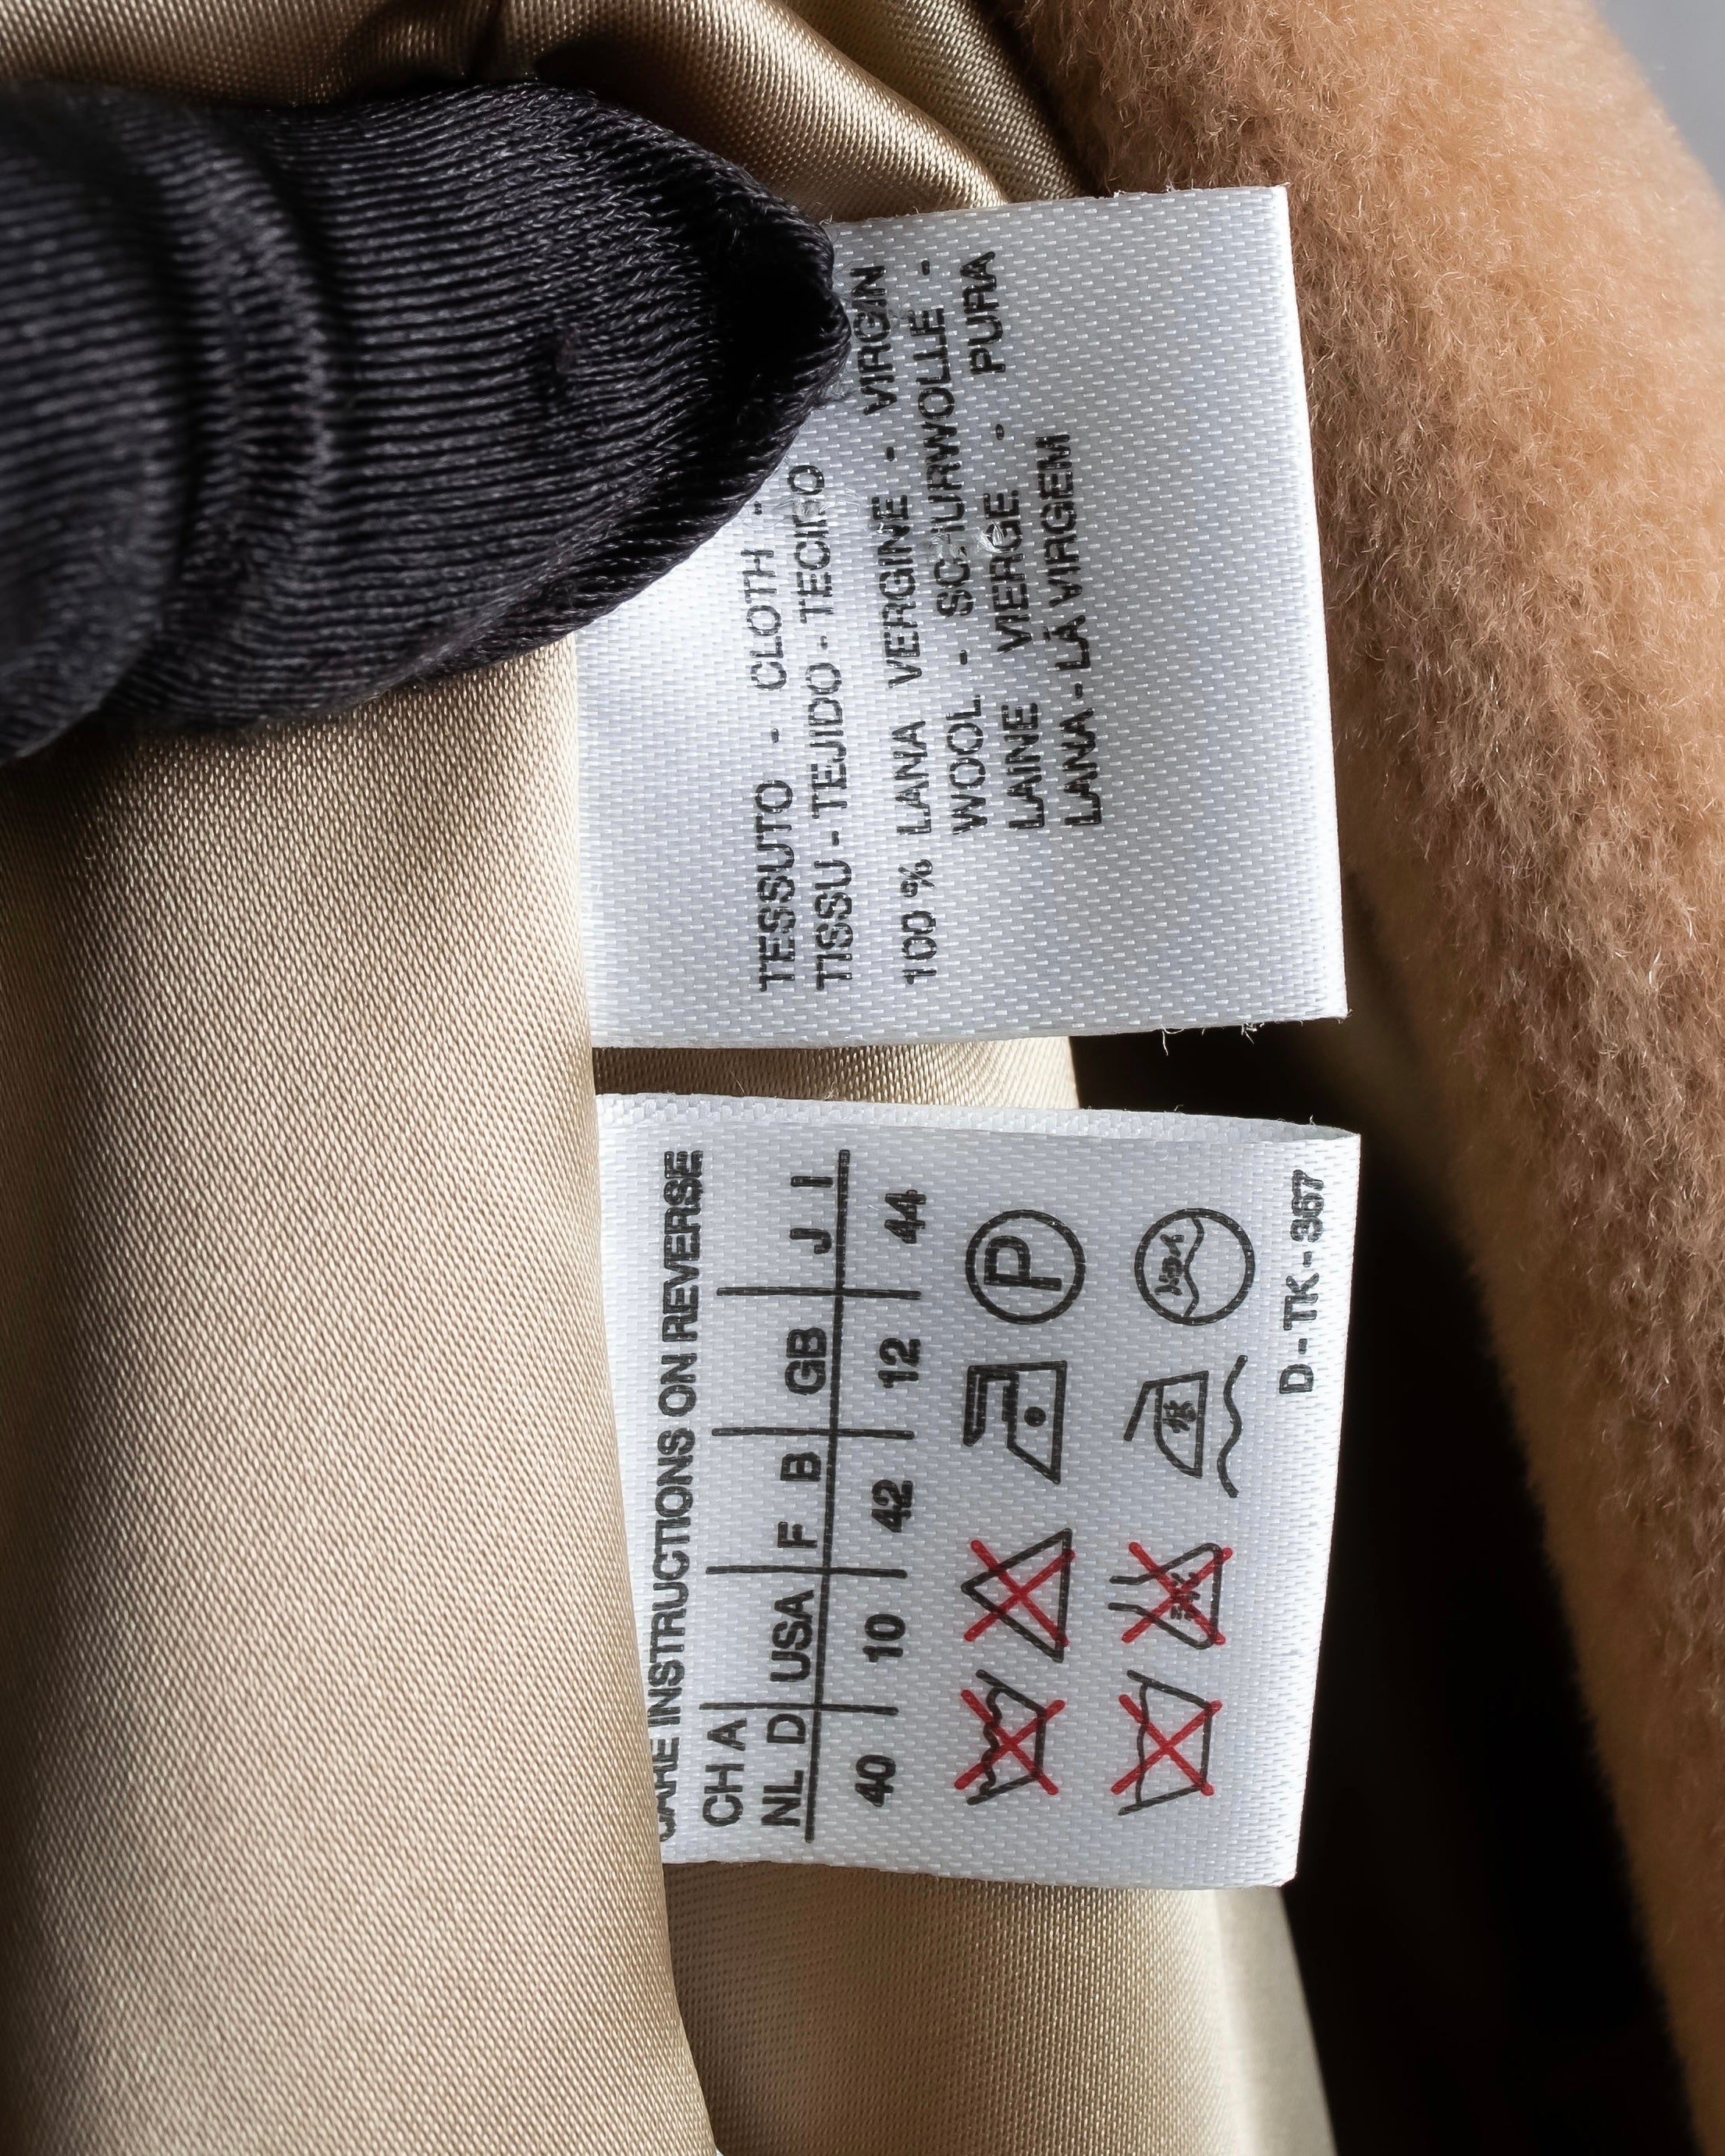 TESSUTO - CLOTH -
TISSU - TEJIDO - TECIDO
100 % LANA VERGINE - VIRGIN
WOOL - SCHURWOLLE -
LAINE VIERGE - PURA
LANA - LÃ VIRGEM
CARE INSTRUCTIONS ON REVERSE
CH A
NL D USA F B GB J I
40 10 42 12 44
P
D - TK - 367